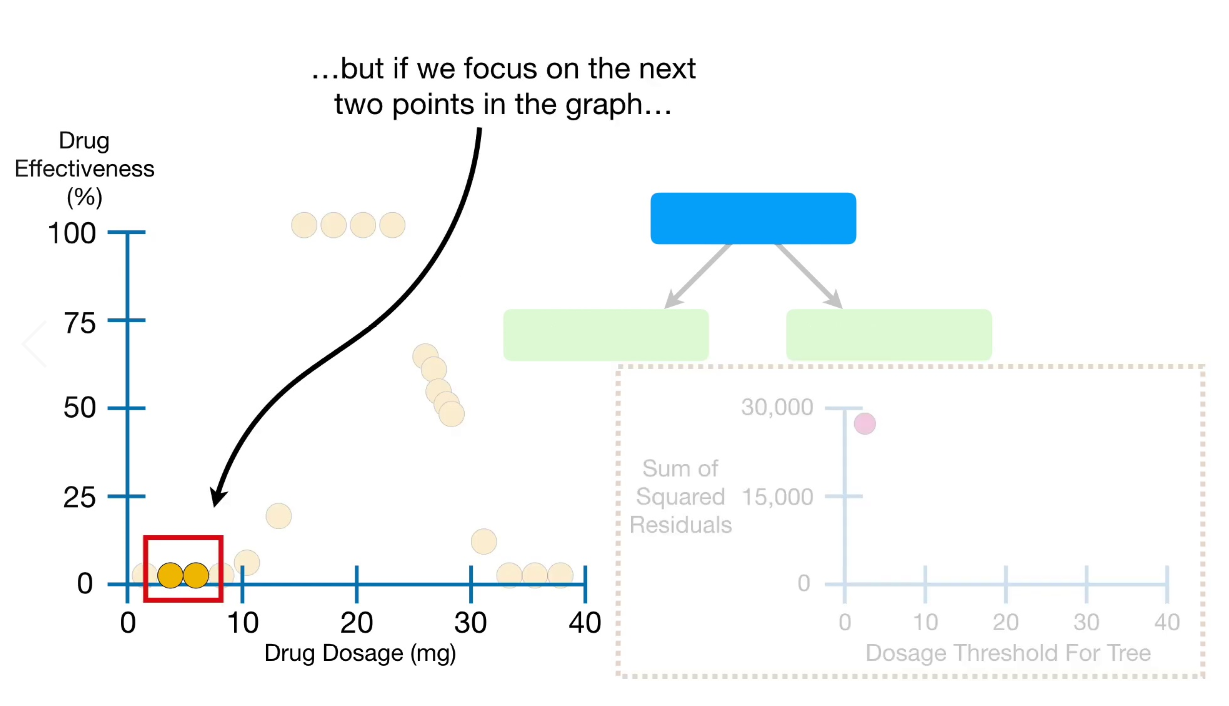 …but if we focus on the next
two points in the graph…
Drug
Effectiveness
(%)
100
75
50
25
0
0 10 20 30 40
Drug Dosage (mg)
30,000
15,000
0
Sum of
Squared
Residuals
0 10 20 30 40
Dosage Threshold For Tree